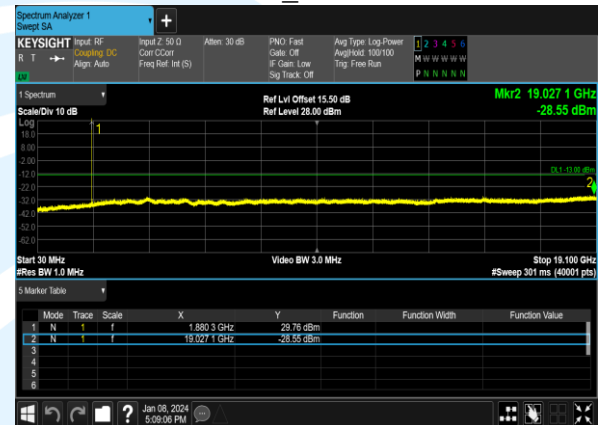 Spectrum Analyzer 1
Swept SA
+
KEYSIGHT Input: RF Input Z: 50 Ω Atten: 30 dB PNO: Fast Avg Type: Log-Power 1 2 3 4 5 6
R T Coupling: DC Corr CCorr Gate: Off Avg|Hold: 100/100 M W W W W W
Align: Auto Freq Ref: Int (S) IF Gain: Low Trig: Free Run
Sig Track: Off P N N N N N
1 Spectrum Ref Lvl Offset 15.50 dB Mkr2 19.027 1 GHz
Scale/Div 10 dB Ref Level 28.00 dBm -28.55 dBm
Log
18.0
8.00
-2.00
-12.0
-22.0
-32.0
-42.0
-52.0
-62.0
1
DL1 -13.00 dBm
2
Start 30 MHz Video BW 3.0 MHz Stop 19.100 GHz
#Res BW 1.0 MHz #Sweep 301 ms (40001 pts)
5 Marker Table
Mode Trace Scale X Y Function Function Width Function Value
1 N 1 f 1.880 3 GHz 29.76 dBm
2 N 1 f 19.027 1 GHz -28.55 dBm
3
4
5
6
? Jan 08, 2024
5:09:06 PM